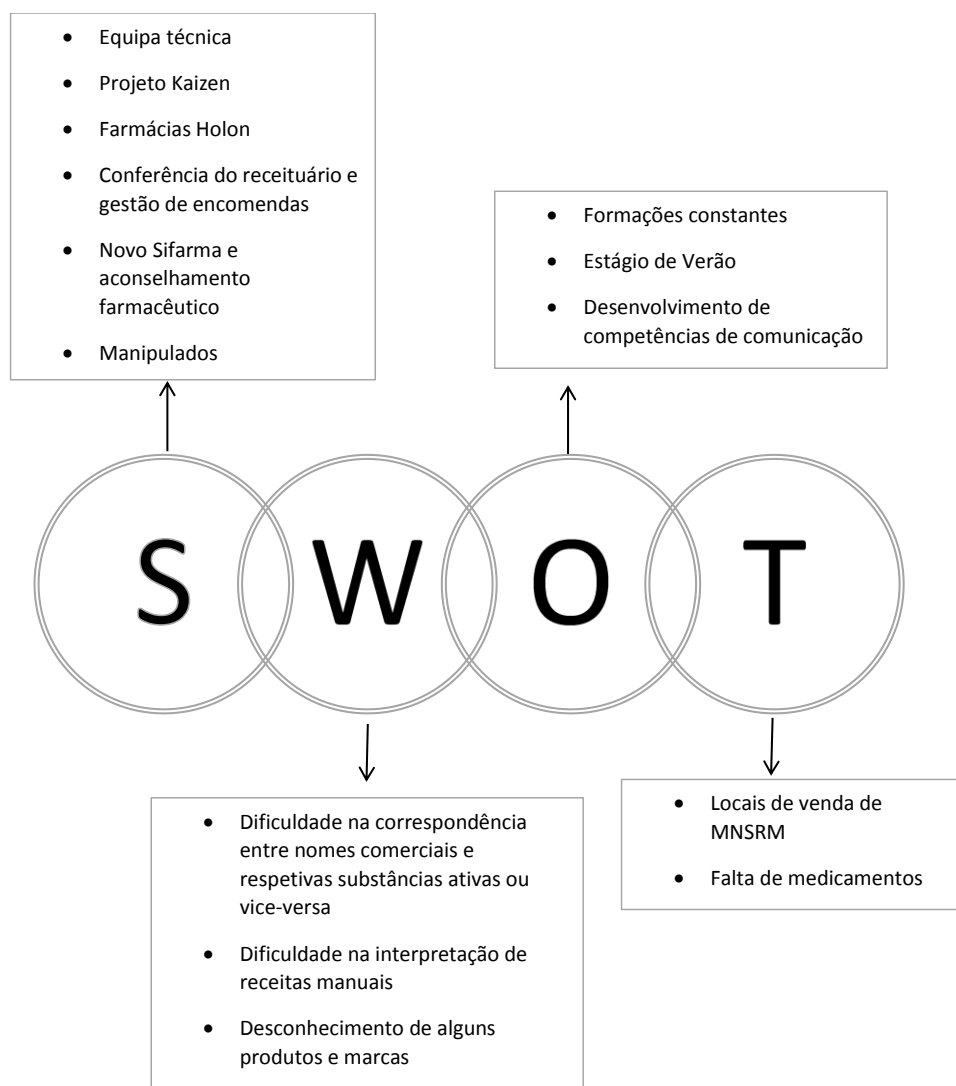 • Equipa técnica
• Projeto Kaizen
• Farmácias Holon
• Conferência do receituário e
gestão de encomendas
• Novo Sifarma e
aconselhamento
farmacêutico
• Manipulados
• Formações constantes
• Estágio de Verão
• Desenvolvimento de
competências de comunicação
S W O T
• Dificuldade na correspondência
entre nomes comerciais e
respetivas substâncias ativas ou
vice-versa
• Dificuldade na interpretação de
receitas manuais
• Desconhecimento de alguns
produtos e marcas
• Locais de venda de
MNSRM
• Falta de medicamentos